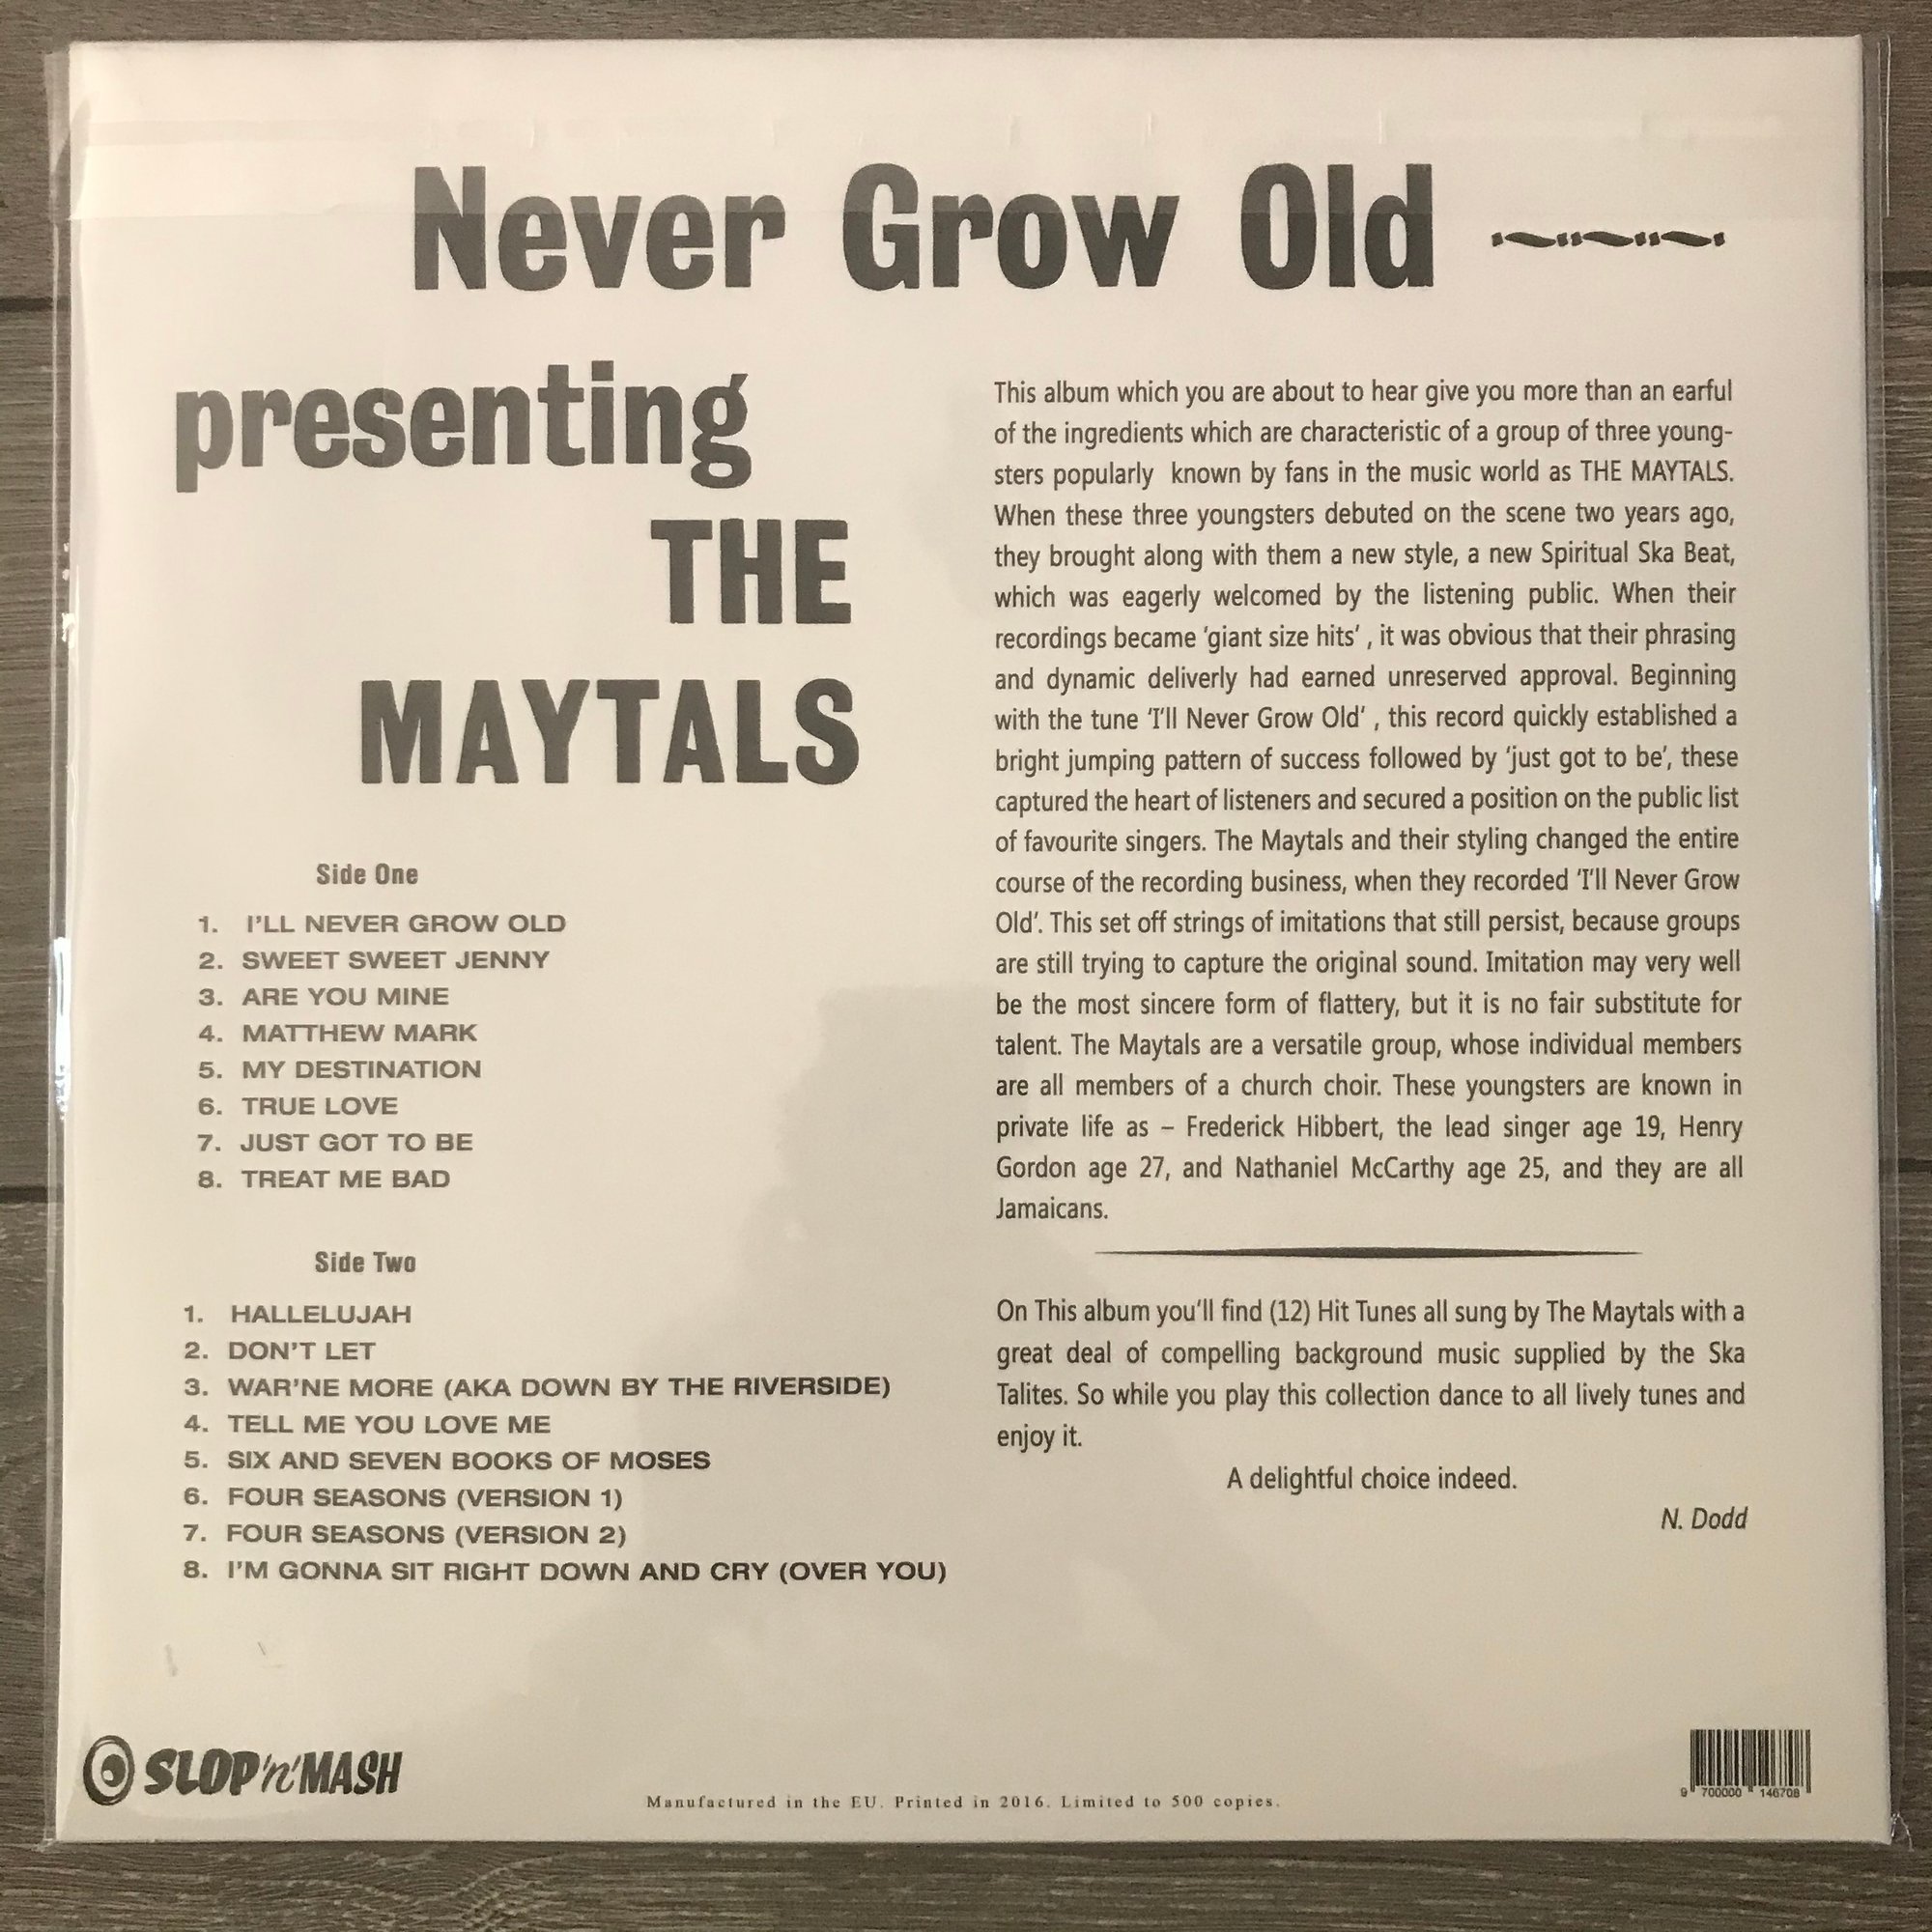 Never Grow Old
presenting
THE
MAYTALS
Side One
1. I'LL NEVER GROW OLD
2. SWEET SWEET JENNY
3. ARE YOU MINE
4. MATTHEW MARK
5. MY DESTINATION
6. TRUE LOVE
7. JUST GOT TO BE
8. TREAT ME BAD
Side Two
1. HALLELUJAH
2. DON'T LET
3. WAR'NE MORE (AKA DOWN BY THE RIVERSIDE)
4. TELL ME YOU LOVE ME
5. SIX AND SEVEN BOOKS OF MOSES
6. FOUR SEASONS (VERSION 1)
7. FOUR SEASONS (VERSION 2)
8. I'M GONNA SIT RIGHT DOWN AND CRY (OVER YOU)
This album which you are about to hear give you more than an earful
of the ingredients which are characteristic of a group of three young-
sters popularly known by fans in the music world as THE MAYTALS.
When these three youngsters debuted on the scene two years ago,
they brought along with them a new style, a new Spiritual Ska Beat,
which was eagerly welcomed by the listening public. When their
recordings became 'giant size hits' , it was obvious that their phrasing
and dynamic deliverly had earned unreserved approval. Beginning
with the tune 'I'll Never Grow Old' , this record quickly established a
bright jumping pattern of success followed by 'just got to be', these
captured the heart of listeners and secured a position on the public list
of favourite singers. The Maytals and their styling changed the entire
course of the recording business, when they recorded 'I'll Never Grow
Old'. This set off strings of imitations that still persist, because groups
are still trying to capture the original sound. Imitation may very well
be the most sincere form of flattery, but it is no fair substitute for
talent. The Maytals are a versatile group, whose individual members
are all members of a church choir. These youngsters are known in
private life as – Frederick Hibbert, the lead singer age 19, Henry
Gordon age 27, and Nathaniel McCarthy age 25, and they are all
Jamaicans.
On This album you'll find (12) Hit Tunes all sung by The Maytals with a
great deal of compelling background music supplied by the Ska
Talites. So while you play this collection dance to all lively tunes and
enjoy it.
A delightful choice indeed.
N. Dodd
SLOP 'n' MASH
Manufactured in the EU. Printed in 2016. Limited to 500 copies.
9 700000 146708